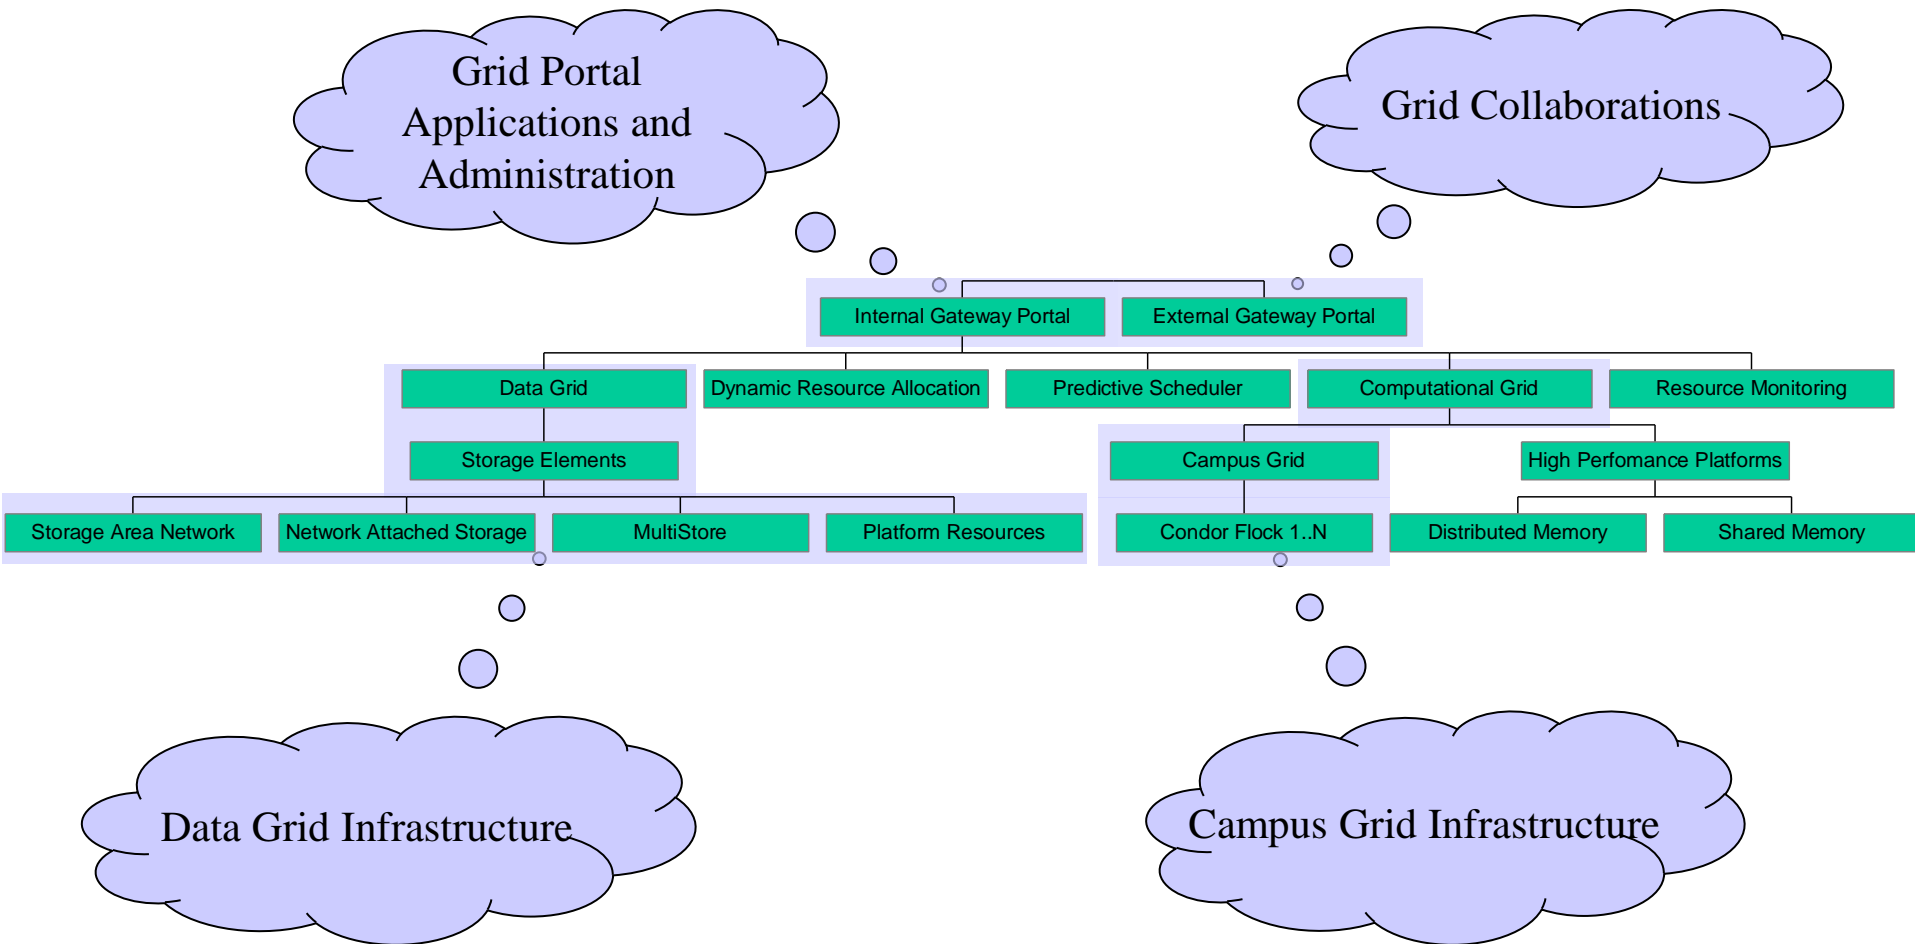 Grid Portal
Applications and
Administration
Grid Collaborations
Internal Gateway Portal
External Gateway Portal
Data Grid
Dynamic Resource Allocation
Predictive Scheduler
Computational Grid
Resource Monitoring
Storage Elements
Campus Grid
High Perfomance Platforms
Storage Area Network
Network Attached Storage
MultiStore
Platform Resources
Condor Flock 1..N
Distributed Memory
Shared Memory
Data Grid Infrastructure
Campus Grid Infrastructure